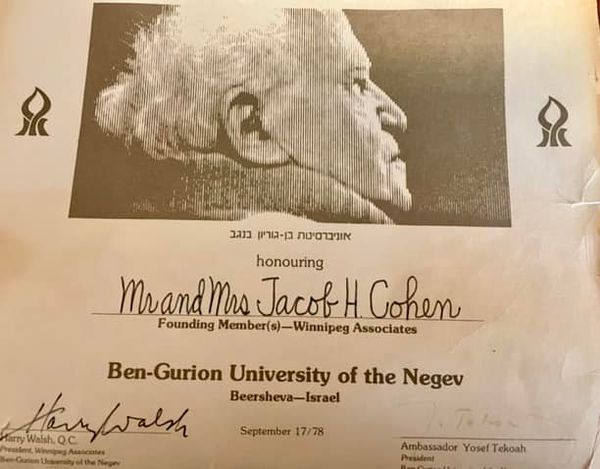 אוניברסיטת בן-גוריון בנגב
honouring
Mr and Mrs Jacob H. Cohen
Founding Member(s)—Winnipeg Associates
Ben-Gurion University of the Negev
Beersheva—Israel
Harry Walsh
September 17/78
Harry Walsh, Q.C.
President, Winnipeg Associates
Ben-Gurion University of the Negev
Ambassador Yosef Tekoah
President